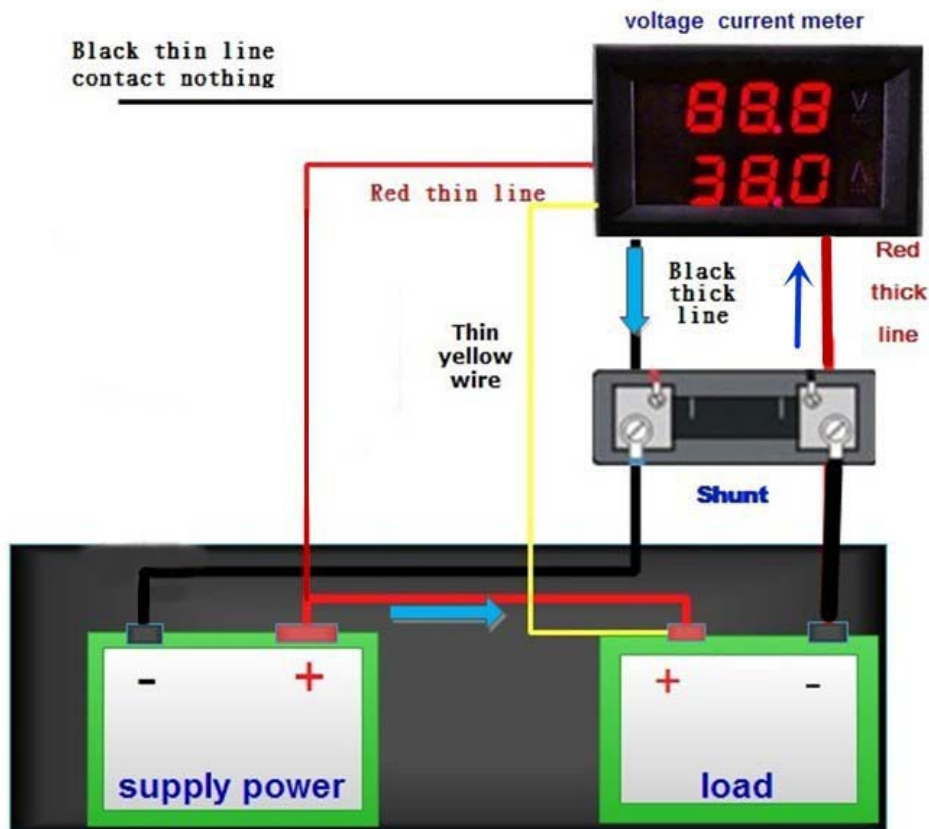 voltage current meter
Black thin line
contact nothing
88.8 V
38.0 A
Red thin line
Red
thick
line
Black
thick
line
Thin
yellow
wire
Shunt
- +
+ -
supply power
load